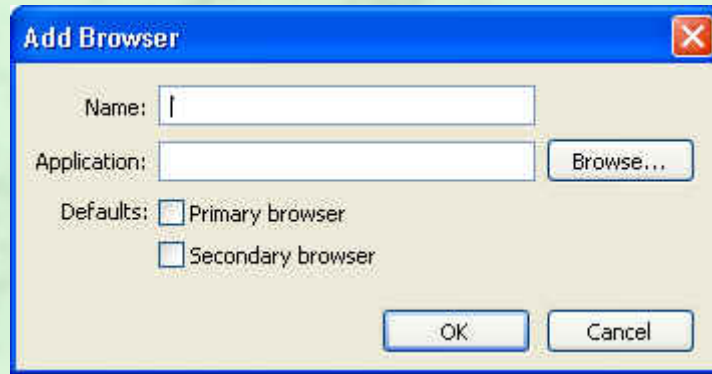 Add Browser
Name:
Application:
Browse...
Defaults: Primary browser
Secondary browser
OK Cancel